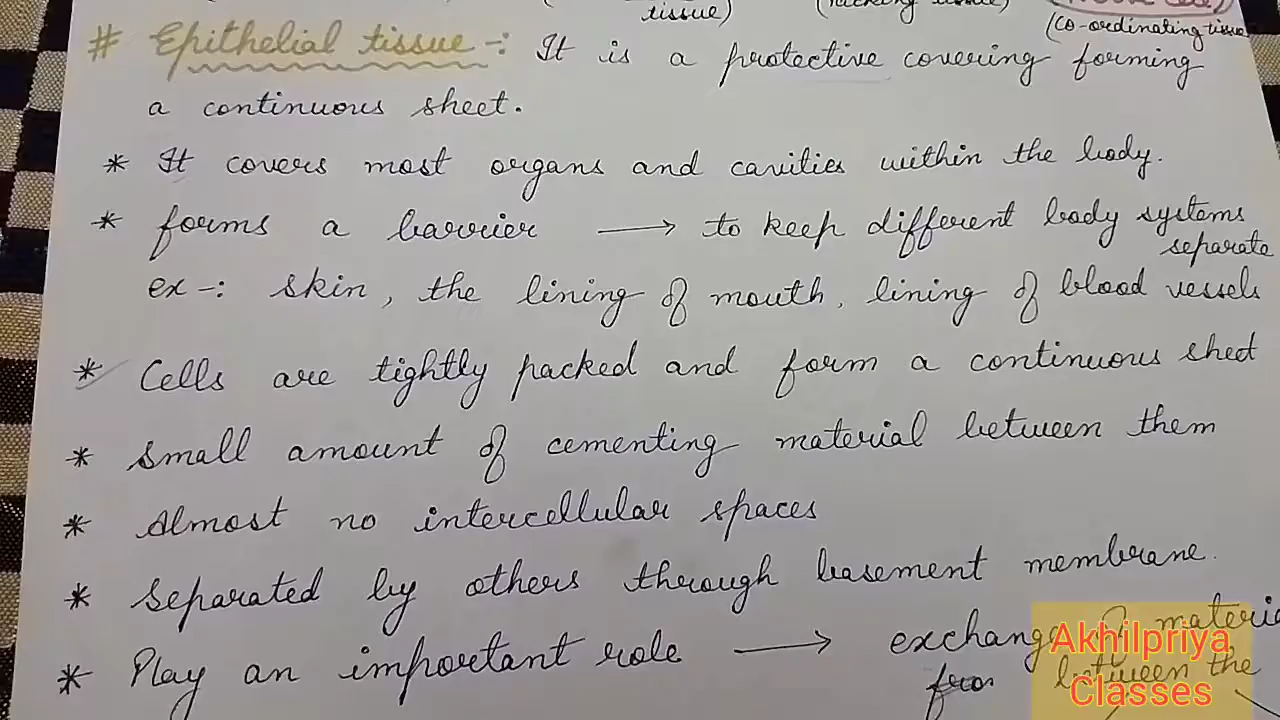 tissue)
(Packing tissue)
(Co-ordinating tissue
# Epithelial tissue -: It is a protective covering forming
a continuous sheet.
* It covers most organs and cavities within the body.
* forms a barrier → to keep different body systems
separate
ex -: skin, the lining of mouth, lining of blood vessels
* Cells are tightly packed and form a continuous sheet
* Small amount of cementing material between them
* Almost no intercellular spaces
* Separated by others through basement membrane.
* Play an important role → exchange of materia
between the
Akhilpriya
Classes